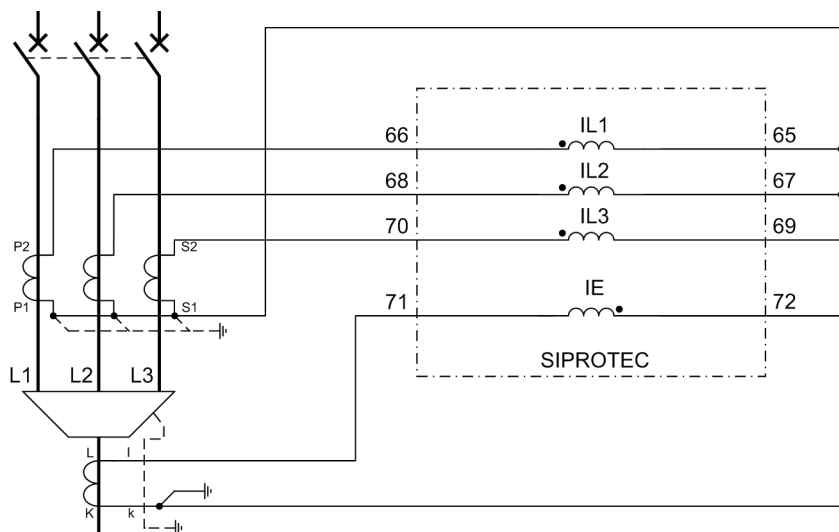 IL1
66 65
IL2
68 67
IL3
70 69
P2 S2
P1 S1
IE
71 72
SIPROTEC
L1 L2 L3
L l
K k